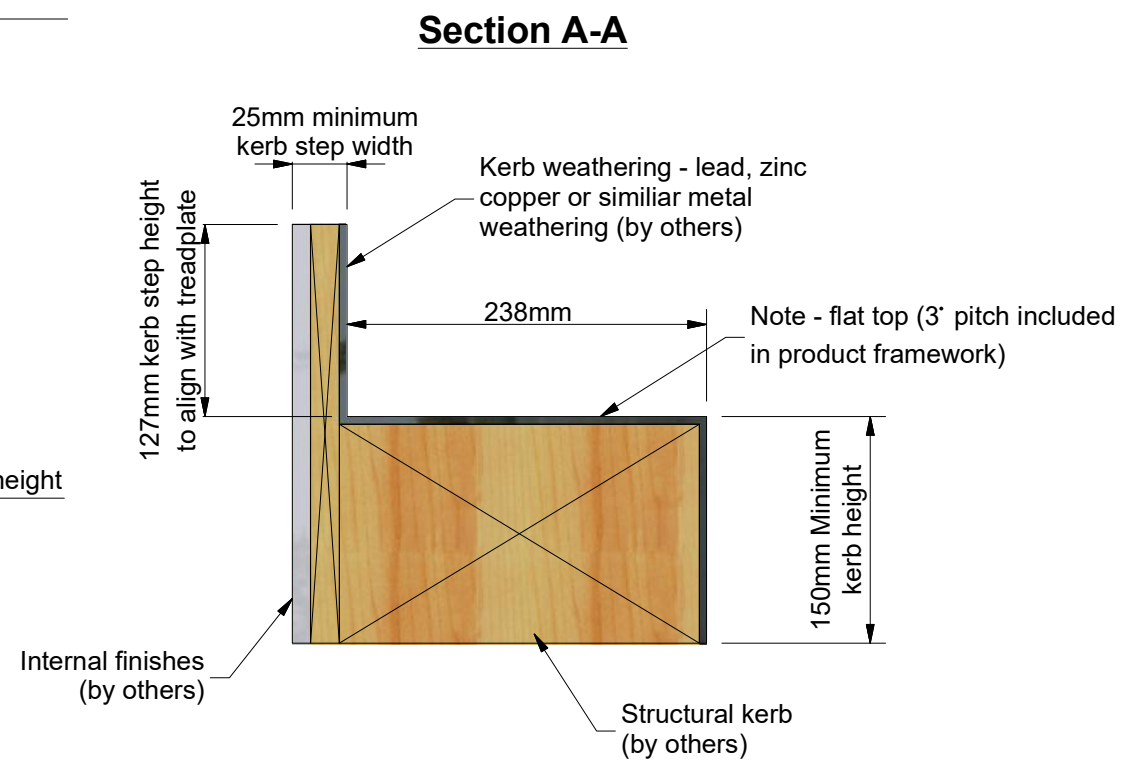 Section A-A
25mm minimum
kerb step width
Kerb weathering - lead, zinc
copper or similiar metal
weathering (by others)
127mm kerb step height
to align with treadplate
238mm
Note - flat top (3° pitch included
in product framework)
height
150mm Minimum
kerb height
Internal finishes
(by others)
Structural kerb
(by others)